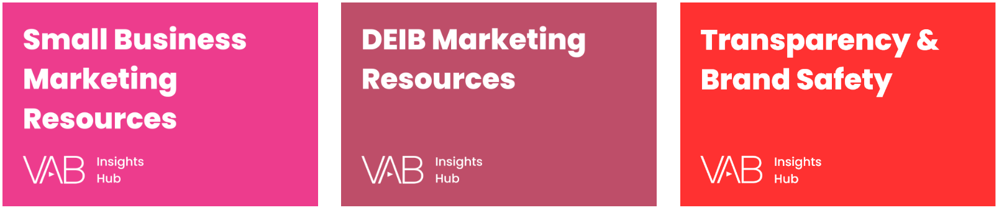 Small Business
Marketing
Resources
VAB Insights
Hub
DEIB Marketing
Resources
VAB Insights
Hub
Transparency &
Brand Safety
VAB Insights
Hub